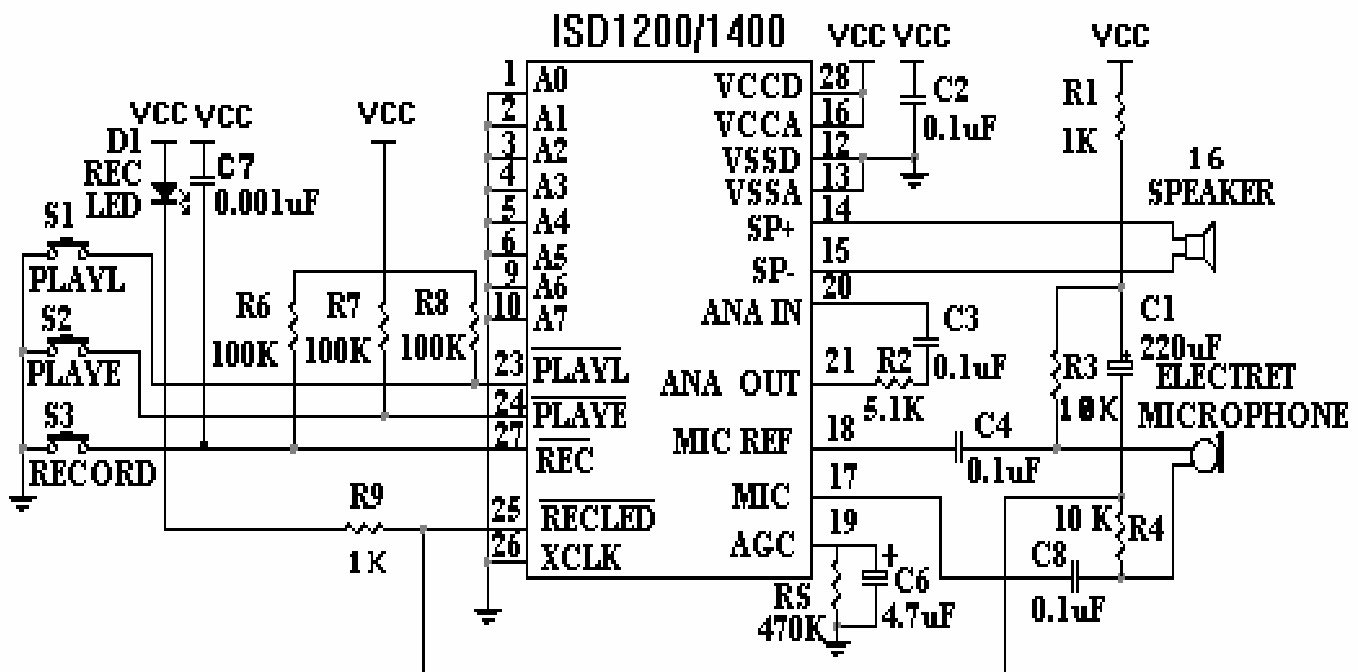 ISD1200/1400
VCC VCC
VCC
VCC VCC
VCC
D1
REC
LED
C7
0.001uF
S1
PLAYL
S2
PLAYE
S3
RECORD
R6
100K
R7
100K
R8
100K
R9
1K
1 A0
2 A1
3 A2
4 A3
5 A4
6 A5
9 A6
10 A7
23 PLAYL
24 PLAYE
27 REC
25 RECLED
26 XCLK
VCCD 28
VCCA 16
VSSD 12
VSSA 13
SP+ 14
SP- 15
ANA IN 20
ANA OUT 21
MIC REF 18
MIC 17
AGC 19
C2
0.1uF
R1
1K
16
SPEAKER
C3
0.1uF
R2
5.1K
C1
220uF
+
R3
10K
ELECTRET
MICROPHONE
C4
0.1uF
10 K R4
C8
0.1uF
RS
470K
+
C6
4.7uF